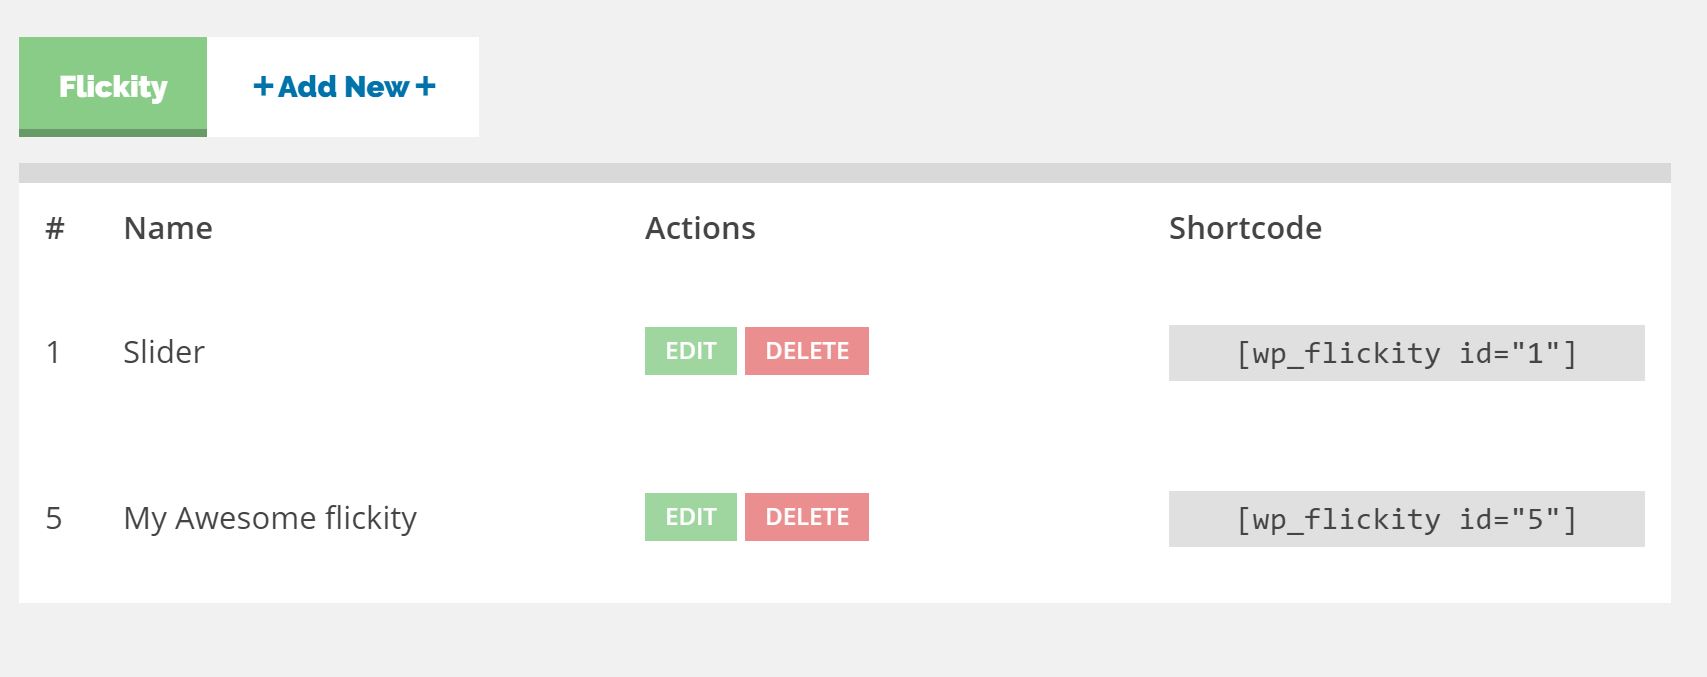 Flickity +Add New+
# Name Actions Shortcode
1 Slider EDIT DELETE [wp_flickity id="1"]
5 My Awesome flickity EDIT DELETE [wp_flickity id="5"]